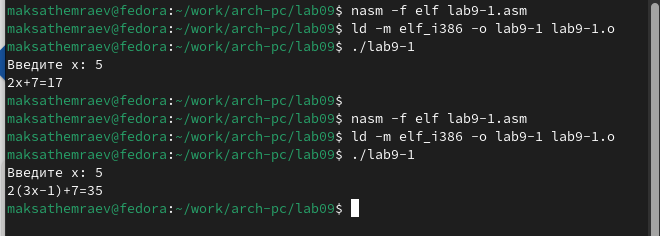 maksathemraev@fedora:~/work/arch-pc/lab09$ nasm -f elf lab9-1.asm
maksathemraev@fedora:~/work/arch-pc/lab09$ ld -m elf_i386 -o lab9-1 lab9-1.o
maksathemraev@fedora:~/work/arch-pc/lab09$ ./lab9-1
Введите x: 5
2x+7=17
maksathemraev@fedora:~/work/arch-pc/lab09$
maksathemraev@fedora:~/work/arch-pc/lab09$ nasm -f elf lab9-1.asm
maksathemraev@fedora:~/work/arch-pc/lab09$ ld -m elf_i386 -o lab9-1 lab9-1.o
maksathemraev@fedora:~/work/arch-pc/lab09$ ./lab9-1
Введите x: 5
2(3x-1)+7=35
maksathemraev@fedora:~/work/arch-pc/lab09$